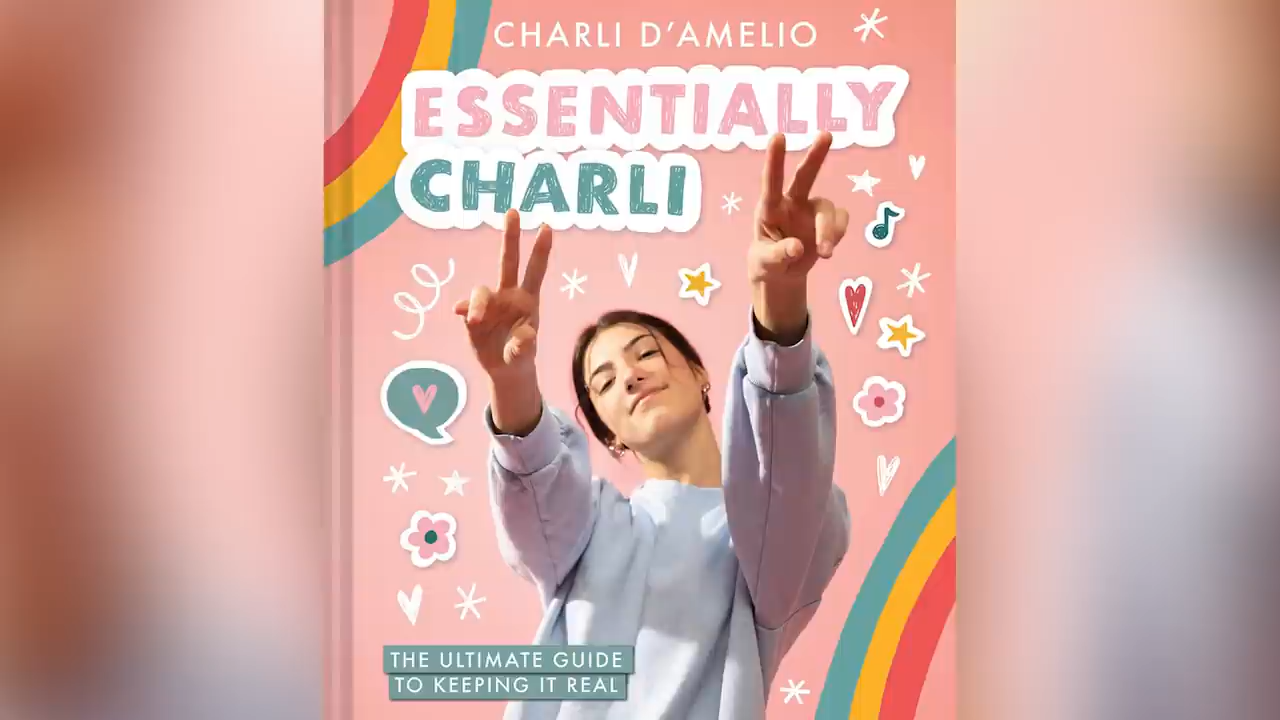 CHARLI D'AMELIO
ESSENTIALLY
CHARLI
THE ULTIMATE GUIDE
TO KEEPING IT REAL